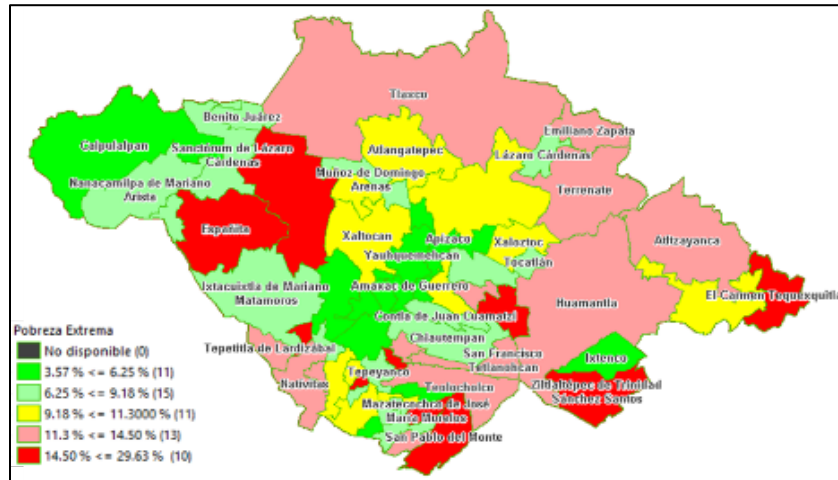 Tlaxco
Benito Juárez
Emiliano Zapata
Calpulalpan
Sanctórum de Lázaro
Cárdenas
Atlangatepec
Lázaro Cárdenas
Muñoz de Domingo
Arenas
Nanacamilpa de Mariano
Arista
Terrenate
Españita
Xaltocan
Apizaco
Xaloztoc
Altzayanca
Yauhquemehcan
Tocatlán
Ixtacuixtla de Mariano
Matamoros
Amaxac de Guerrero
El Carmen Tequexquitla
Huamantla
Contla de Juan Cuamatzi
Pobreza Extrema
No disponible (0)
3.57 % <= 6.25 % (11)
6.25 % <= 9.18 % (15)
9.18 % <= 11.3000 % (11)
11.3 % <= 14.50 % (13)
14.50 % <= 29.63 % (10)
Tepetitla de Lardizábal
Chiautempan
San Francisco
Tetlanohcan
Ixtenco
Nativitas
Tepeyanco
Teolocholco
Ziltlaltépec de Trinidad
Sánchez Santos
Mazatecochco de José
María Morelos
San Pablo del Monte